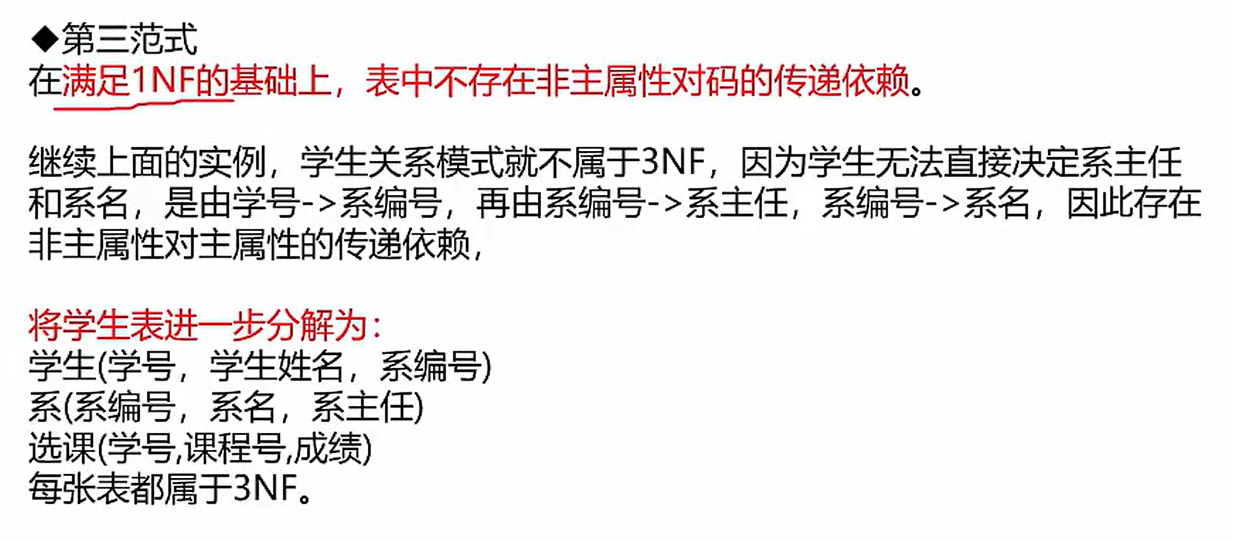 ◆第三范式
在满足1NF的基础上，表中不存在非主属性对码的传递依赖。
继续上面的实例，学生关系模式就不属于3NF，因为学生无法直接决定系主任
和系名，是由学号->系编号，再由系编号->系主任，系编号->系名，因此存在
非主属性对主属性的传递依赖，
将学生表进一步分解为：
学生(学号，学生姓名，系编号)
系(系编号，系名，系主任)
选课(学号,课程号,成绩)
每张表都属于3NF。